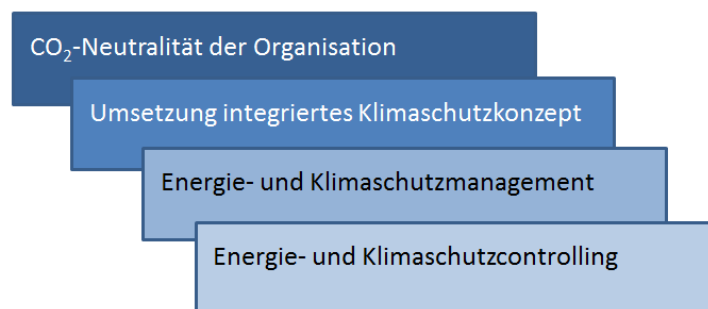 CO₂-Neutralität der Organisation
Umsetzung integriertes Klimaschutzkonzept
Energie- und Klimaschutzmanagement
Energie- und Klimaschutzcontrolling